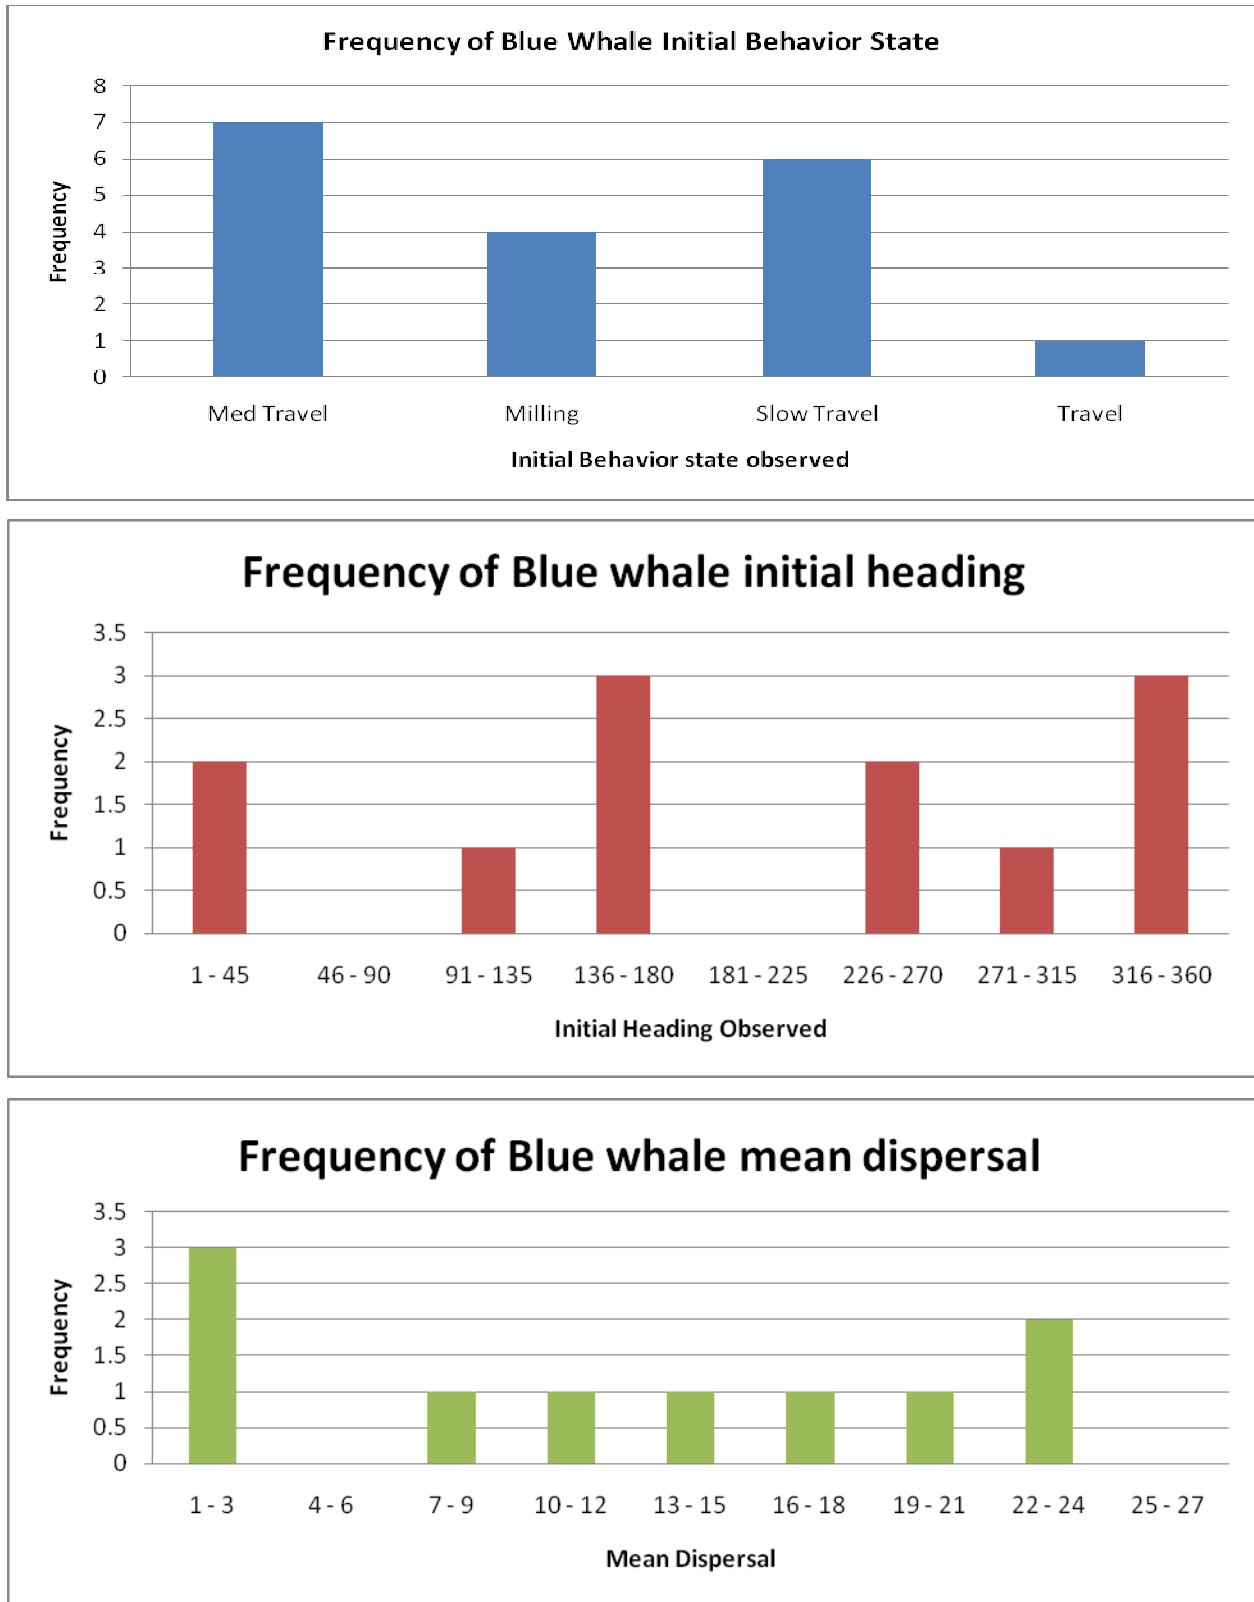 Frequency of Blue Whale Initial Behavior State
8
7
6
5
4
3
2
1
0
Frequency
Med Travel Milling Slow Travel Travel
Initial Behavior state observed
Frequency of Blue whale initial heading
3.5
3
2.5
2
1.5
1
0.5
0
Frequency
1 - 45 46 - 90 91 - 135 136 - 180 181 - 225 226 - 270 271 - 315 316 - 360
Initial Heading Observed
Frequency of Blue whale mean dispersal
3.5
3
2.5
2
1.5
1
0.5
0
Frequency
1 - 3 4 - 6 7 - 9 10 - 12 13 - 15 16 - 18 19 - 21 22 - 24 25 - 27
Mean Dispersal